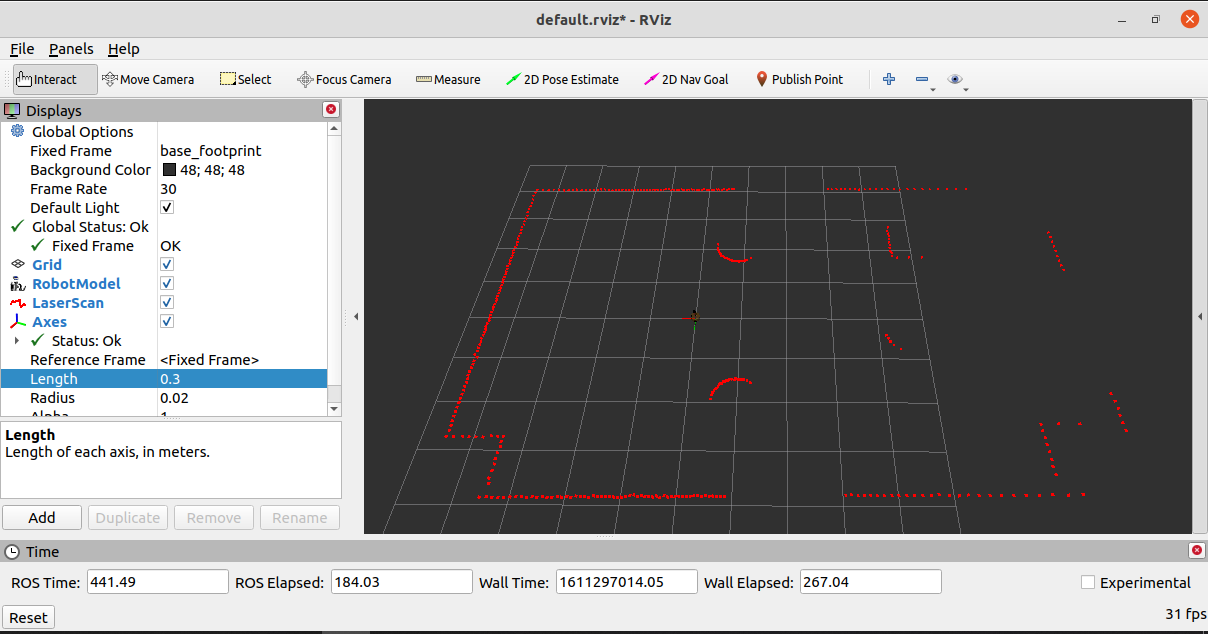 default.rviz* - RViz
File Panels Help
Interact Move Camera Select Focus Camera Measure 2D Pose Estimate 2D Nav Goal Publish Point
Displays
Global Options
Fixed Frame base_footprint
Background Color 48; 48; 48
Frame Rate 30
Default Light
Global Status: Ok
Fixed Frame OK
Grid
RobotModel
LaserScan
Axes
Status: Ok
Reference Frame <Fixed Frame>
Length 0.3
Radius 0.02
Alpha 1
Length
Length of each axis, in meters.
Add Duplicate Remove Rename
Time
ROS Time: 441.49 ROS Elapsed: 184.03 Wall Time: 1611297014.05 Wall Elapsed: 267.04 Experimental
Reset 31 fps